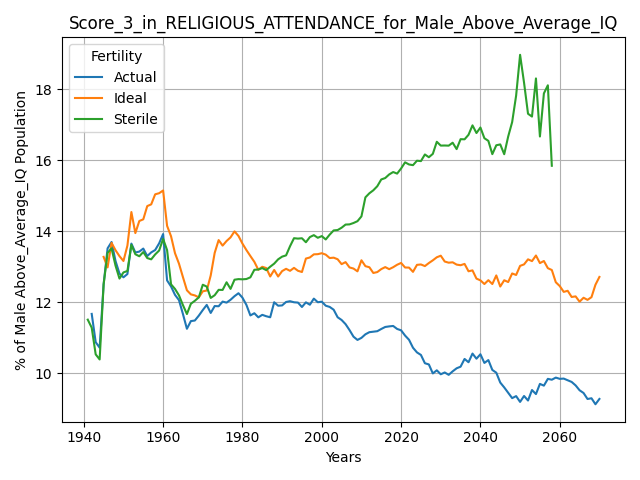 Score_3_in_RELIGIOUS_ATTENDANCE_for_Male_Above_Average_IQ
Fertility
Actual
Ideal
Sterile
% of Male Above_Average_IQ Population
18
16
14
12
10
1940
1960
1980
2000
2020
2040
2060
Years